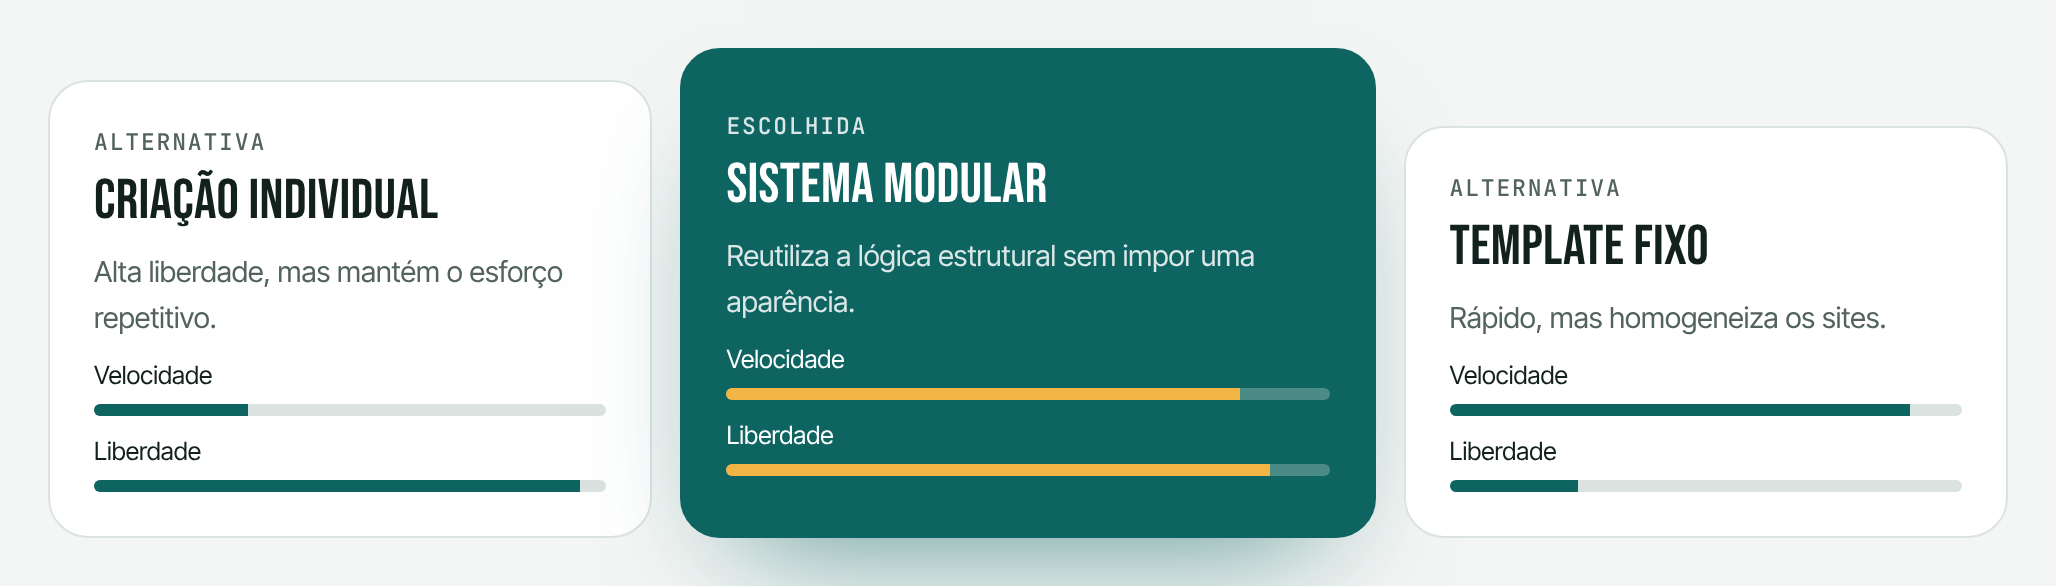 ALTERNATIVA
CRIAÇÃO INDIVIDUAL
Alta liberdade, mas mantém o esforço
repetitivo.
Velocidade
Liberdade
ESCOLHIDA
SISTEMA MODULAR
Reutiliza a lógica estrutural sem impor uma
aparência.
Velocidade
Liberdade
ALTERNATIVA
TEMPLATE FIXO
Rápido, mas homogeneiza os sites.
Velocidade
Liberdade